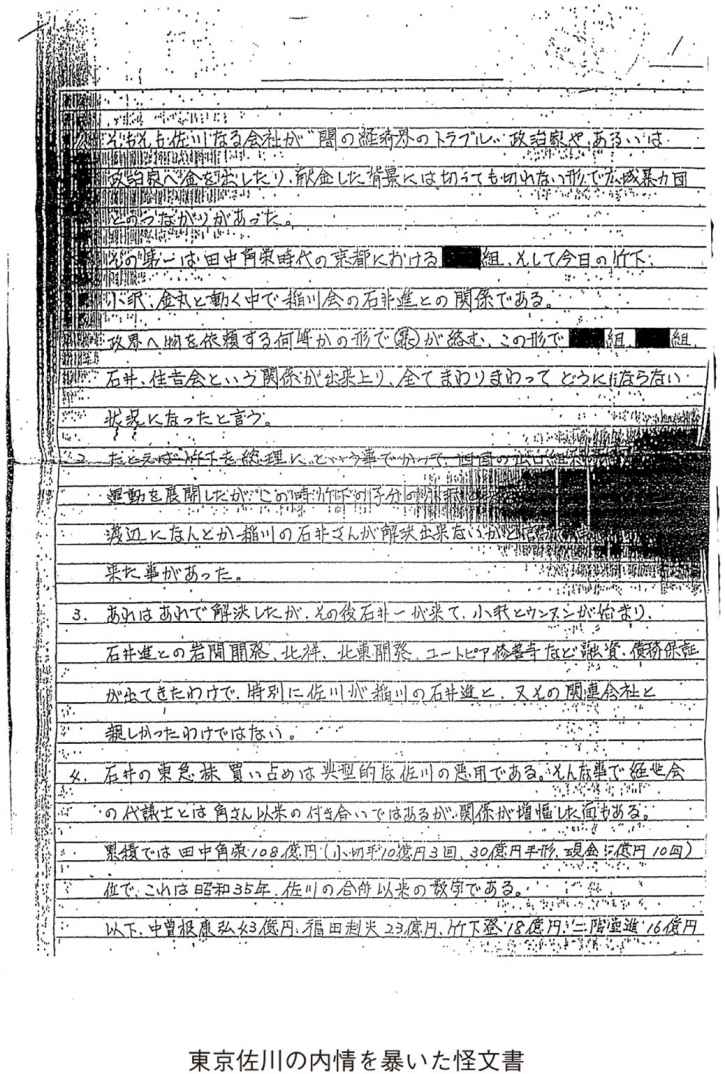 1
そもそも佐川なる会社が"闇の経済界のトラブル、政治家や、あるいは
政治家へ金を出したり、献金した背景には切っても切れない形で広域暴力団
とのつながりがあった。
その第一は田中角栄時代の京都における 組、そして今日の竹下、
小沢、金丸と動く中で稲川会の石井進との関係である。
政界へ物を依頼する何等かの形で(暴)が絡む、この形で 組、 組、
石井、住吉会という関係が出来上り、全てまわりまわってどうにもならない
状況になったと言う。
2. たとえば竹下を総理に、という事でかつて、四国の
運動を展開したが、この時竹下の子分の
渡辺になんとか稲川の石井さんが解決出来ないかと
来た事があった。
3. あれはあれで解決したが、その後石井一が来て、小沢とウンヌンが始まり、
石井進との岩間開発、北祥、北東開発、ユートピア修善寺など融資、債務保証
が出てきたわけで、特別に佐川が稲川の石井進と、又その関連会社と
親しかったわけではない。
4. 石井の東急株買い占めは典型的な佐川の悪用である。そんな事で経世会
の代議士とは角さん以来の付き合いではあるが、関係が増幅した面もある。
累積では田中角栄108億円(小切手10億円3回、30億円手形、現金 億円10回)
位で、これは昭和35年、佐川の合併以来の数字である。
以下、中曽根康弘43億円、福田赳夫23億円、竹下登18億円、二階堂進16億円
東京佐川の内情を暴いた怪文書